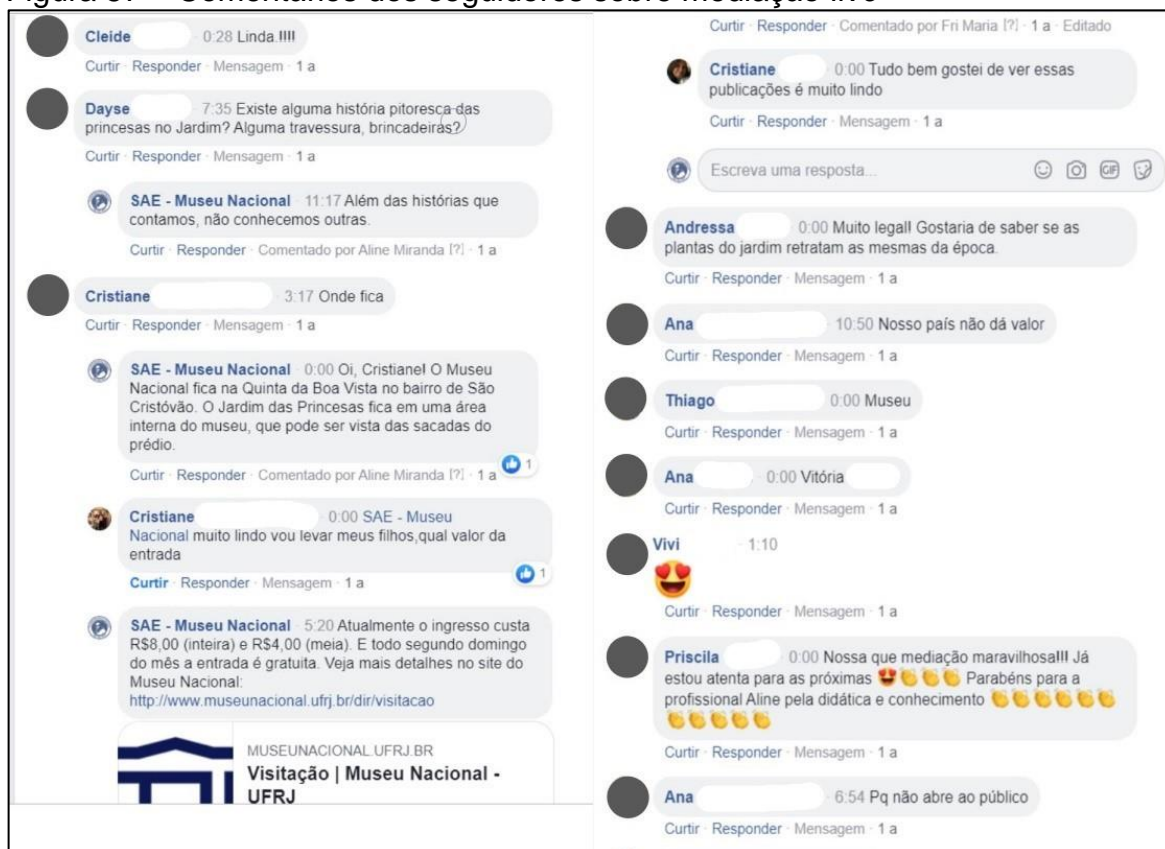 Cleide 0:28 Linda.!!!!
Curtir · Responder · Mensagem · 1 a
Dayse 7:35 Existe alguma história pitoresca das
princesas no Jardim? Alguma travessura, brincadeiras?
Curtir · Responder · Mensagem · 1 a
SAE - Museu Nacional · 11:17 Além das histórias que
contamos, não conhecemos outras.
Curtir · Responder · Comentado por Aline Miranda [?] · 1 a
Cristiane · 3:17 Onde fica
Curtir · Responder · Mensagem · 1 a
SAE - Museu Nacional · 0:00 Oi, Cristiane! O Museu
Nacional fica na Quinta da Boa Vista no bairro de São
Cristóvão. O Jardim das Princesas fica em uma área
interna do museu, que pode ser vista das sacadas do
prédio.
Curtir · Responder · Comentado por Aline Miranda [?] · 1 a
1
Cristiane 0:00 SAE - Museu
Nacional muito lindo vou levar meus filhos,qual valor da
entrada
Curtir · Responder · Mensagem · 1 a
1
SAE - Museu Nacional · 5:20 Atualmente o ingresso custa
R$8,00 (inteira) e R$4,00 (meia). E todo segundo domingo
do mês a entrada é gratuita. Veja mais detalhes no site do
Museu Nacional:
http://www.museunacional.ufrj.br/dir/visitacao
MUSEUNACIONAL.UFRJ.BR
Visitação | Museu Nacional -
UFRJ
Curtir · Responder · Comentado por Fri Maria [?] · 1 a · Editado
Cristiane 0:00 Tudo bem gostei de ver essas
publicações é muito lindo
Curtir · Responder · Mensagem · 1 a
Escreva uma resposta...
GIF
Andressa 0:00 Muito legal! Gostaria de saber se as
plantas do jardim retratam as mesmas da época.
Curtir · Responder · Mensagem · 1 a
Ana 10:50 Nosso país não dá valor
Curtir · Responder · Mensagem · 1 a
Thiago 0:00 Museu
Curtir · Responder · Mensagem · 1 a
Ana · 0:00 Vitória
Curtir · Responder · Mensagem · 1 a
Vivi · 1:10
Curtir · Responder · Mensagem · 1 a
Priscila 0:00 Nossa que mediação maravilhosa!!! Já
estou atenta para as próximas 😍👏👏👏 Parabéns para a
profissional Aline pela didática e conhecimento 👏👏👏👏👏👏
👏👏👏👏👏
Curtir · Responder · Mensagem · 1 a
Ana · 6:54 Pq não abre ao público
Curtir · Responder · Mensagem · 1 a